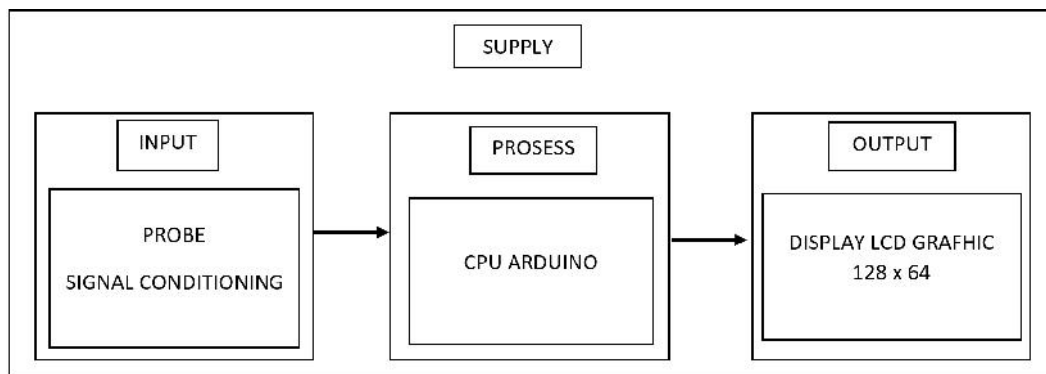 SUPPLY
INPUT
PROBE
SIGNAL CONDITIONING
PROSESS
CPU ARDUINO
OUTPUT
DISPLAY LCD GRAFHIC
128 x 64